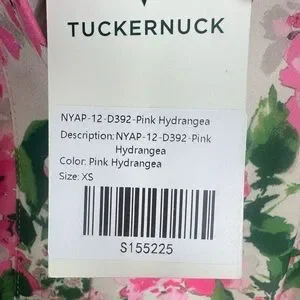 TUCKERNUCK
NYAP-12-D392-Pink Hydrangea
Description:NYAP-12-D392-Pink
Hydrangea
Color: Pink Hydrangea
Size: XS
S155225